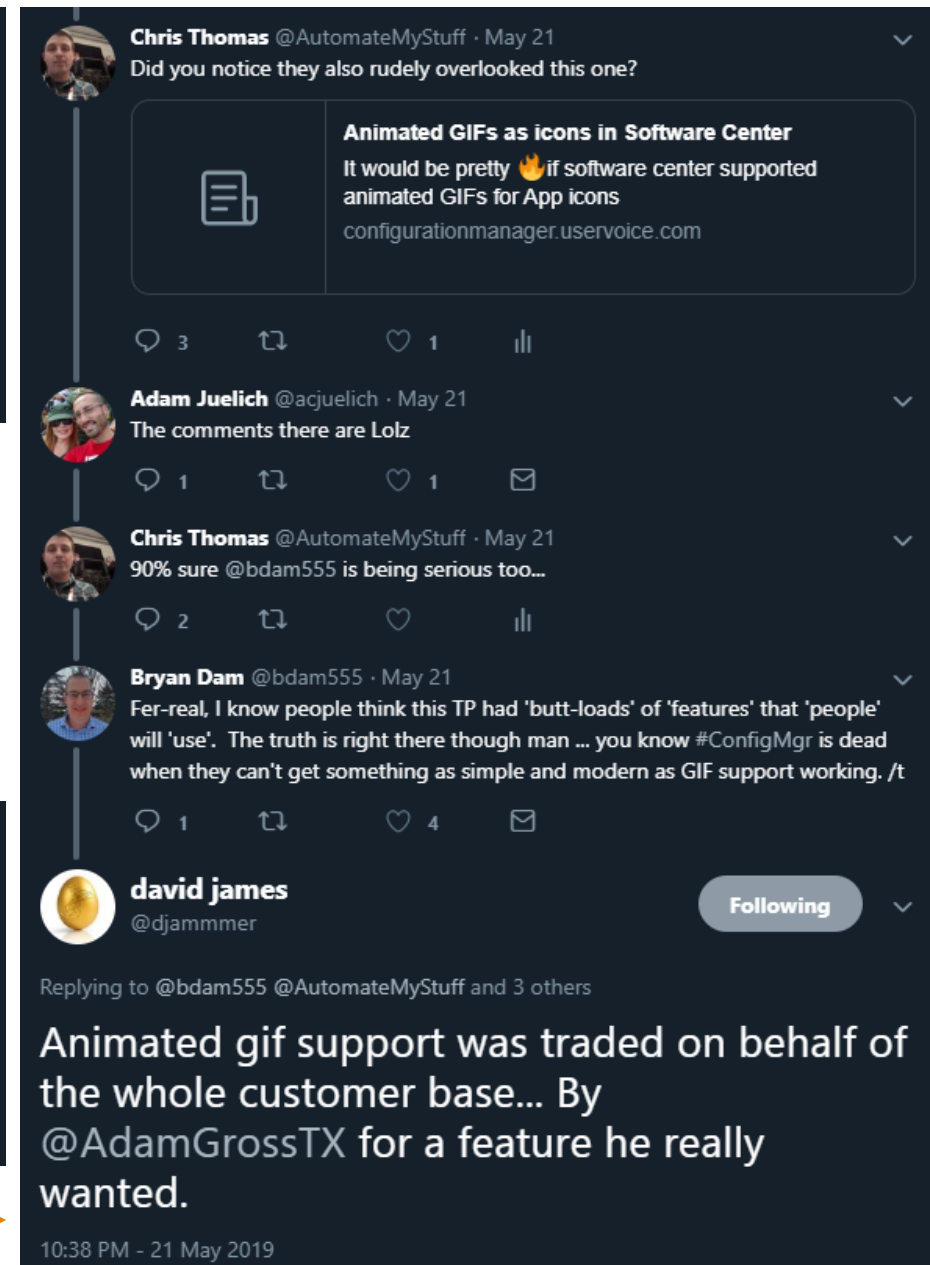 Chris Thomas @AutomateMyStuff · May 21
Did you notice they also rudely overlooked this one?
Animated GIFs as icons in Software Center
It would be pretty 🔥if software center supported
animated GIFs for App icons
configurationmanager.uservoice.com
3 1
Adam Juelich @acjuelich · May 21
The comments there are Lolz
1 1
Chris Thomas @AutomateMyStuff · May 21
90% sure @bdam555 is being serious too...
2
Bryan Dam @bdam555 · May 21
Fer-real, I know people think this TP had 'butt-loads' of 'features' that 'people'
will 'use'. The truth is right there though man ... you know #ConfigMgr is dead
when they can't get something as simple and modern as GIF support working. /t
1 4
david james
@djammmer
Following
Replying to @bdam555 @AutomateMyStuff and 3 others
Animated gif support was traded on behalf of
the whole customer base... By
@AdamGrossTX for a feature he really
wanted.
10:38 PM - 21 May 2019